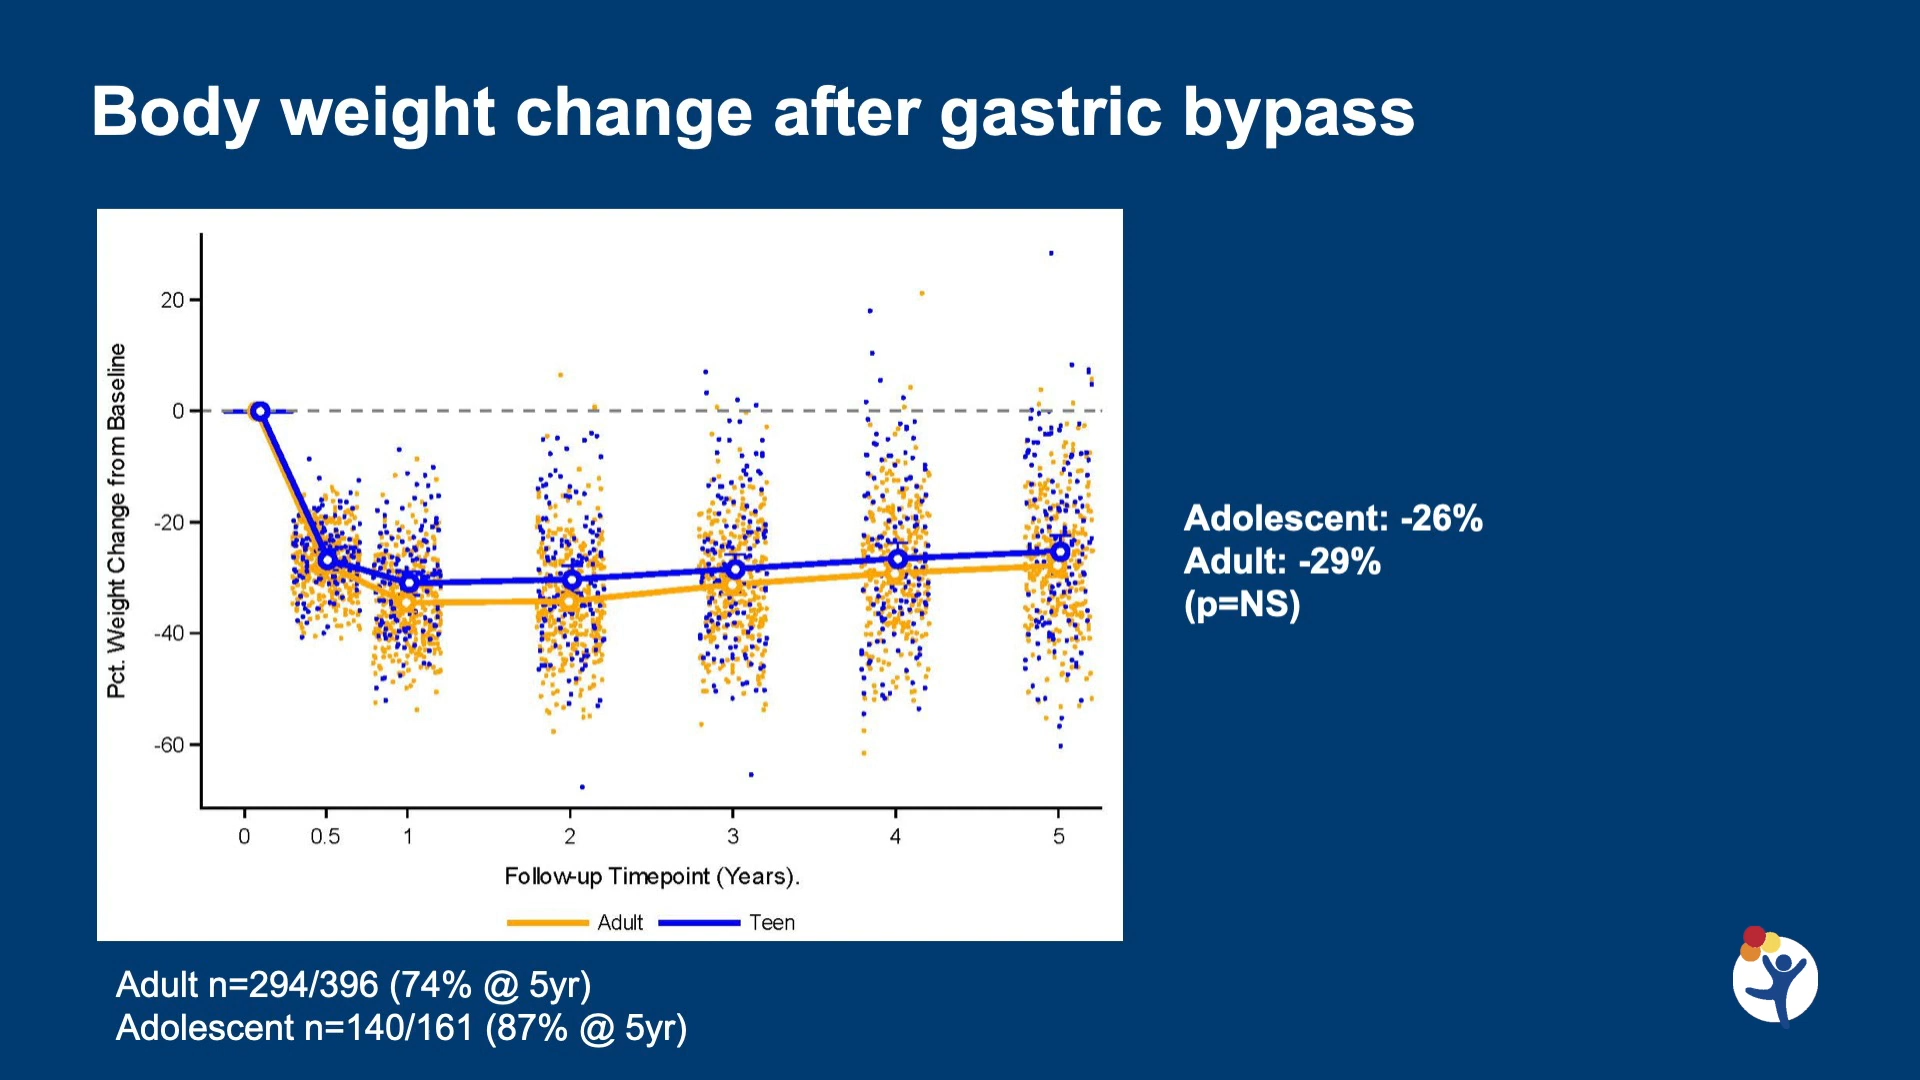 Body weight change after gastric bypass
Pct. Weight Change from Baseline
20
0
-20
-40
-60
0 0.5 1 2 3 4 5
Follow-up Timepoint (Years).
Adult Teen
Adolescent: -26%
Adult: -29%
(p=NS)
Adult n=294/396 (74% @ 5yr)
Adolescent n=140/161 (87% @ 5yr)